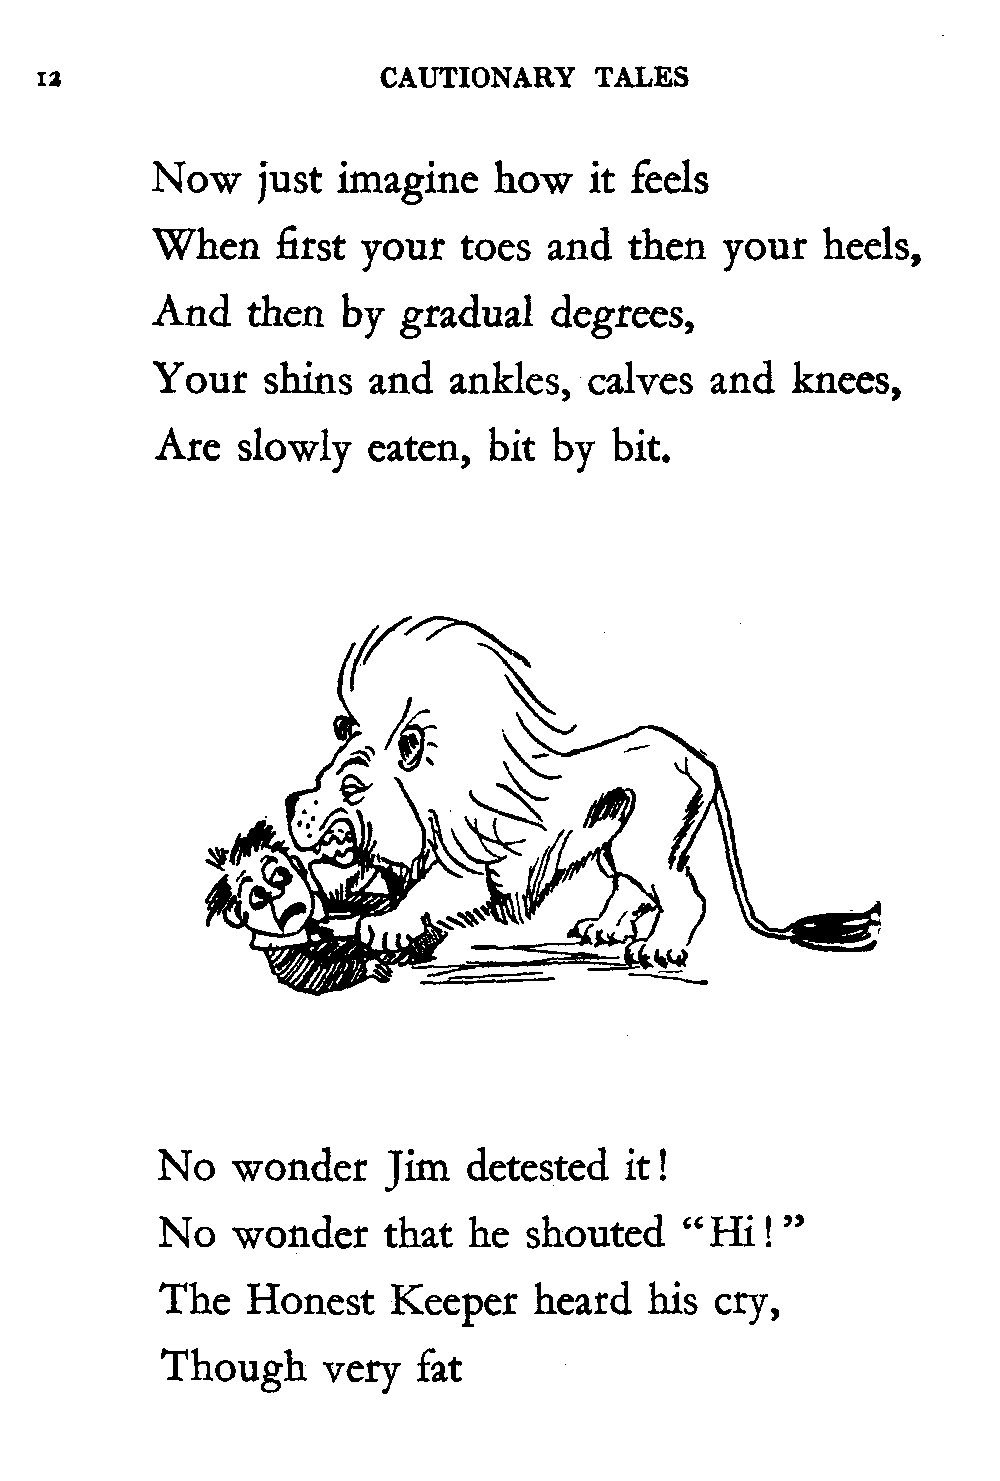 12 CAUTIONARY TALES
Now just imagine how it feels
When first your toes and then your heels,
And then by gradual degrees,
Your shins and ankles, calves and knees,
Are slowly eaten, bit by bit.
No wonder Jim detested it!
No wonder that he shouted “Hi!”
The Honest Keeper heard his cry,
Though very fat